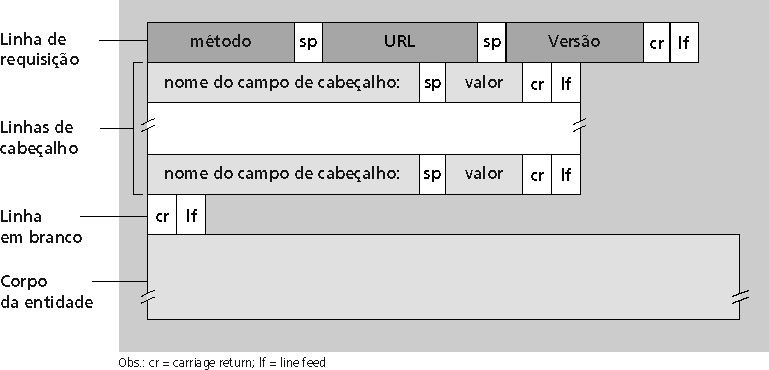 Linha de
requisição
método sp URL sp Versão cr lf
nome do campo de cabeçalho: sp valor cr lf
Linhas de
cabeçalho
nome do campo de cabeçalho: sp valor cr lf
Linha
em branco
cr lf
Corpo
da entidade
Obs.: cr = carriage return; lf = line feed